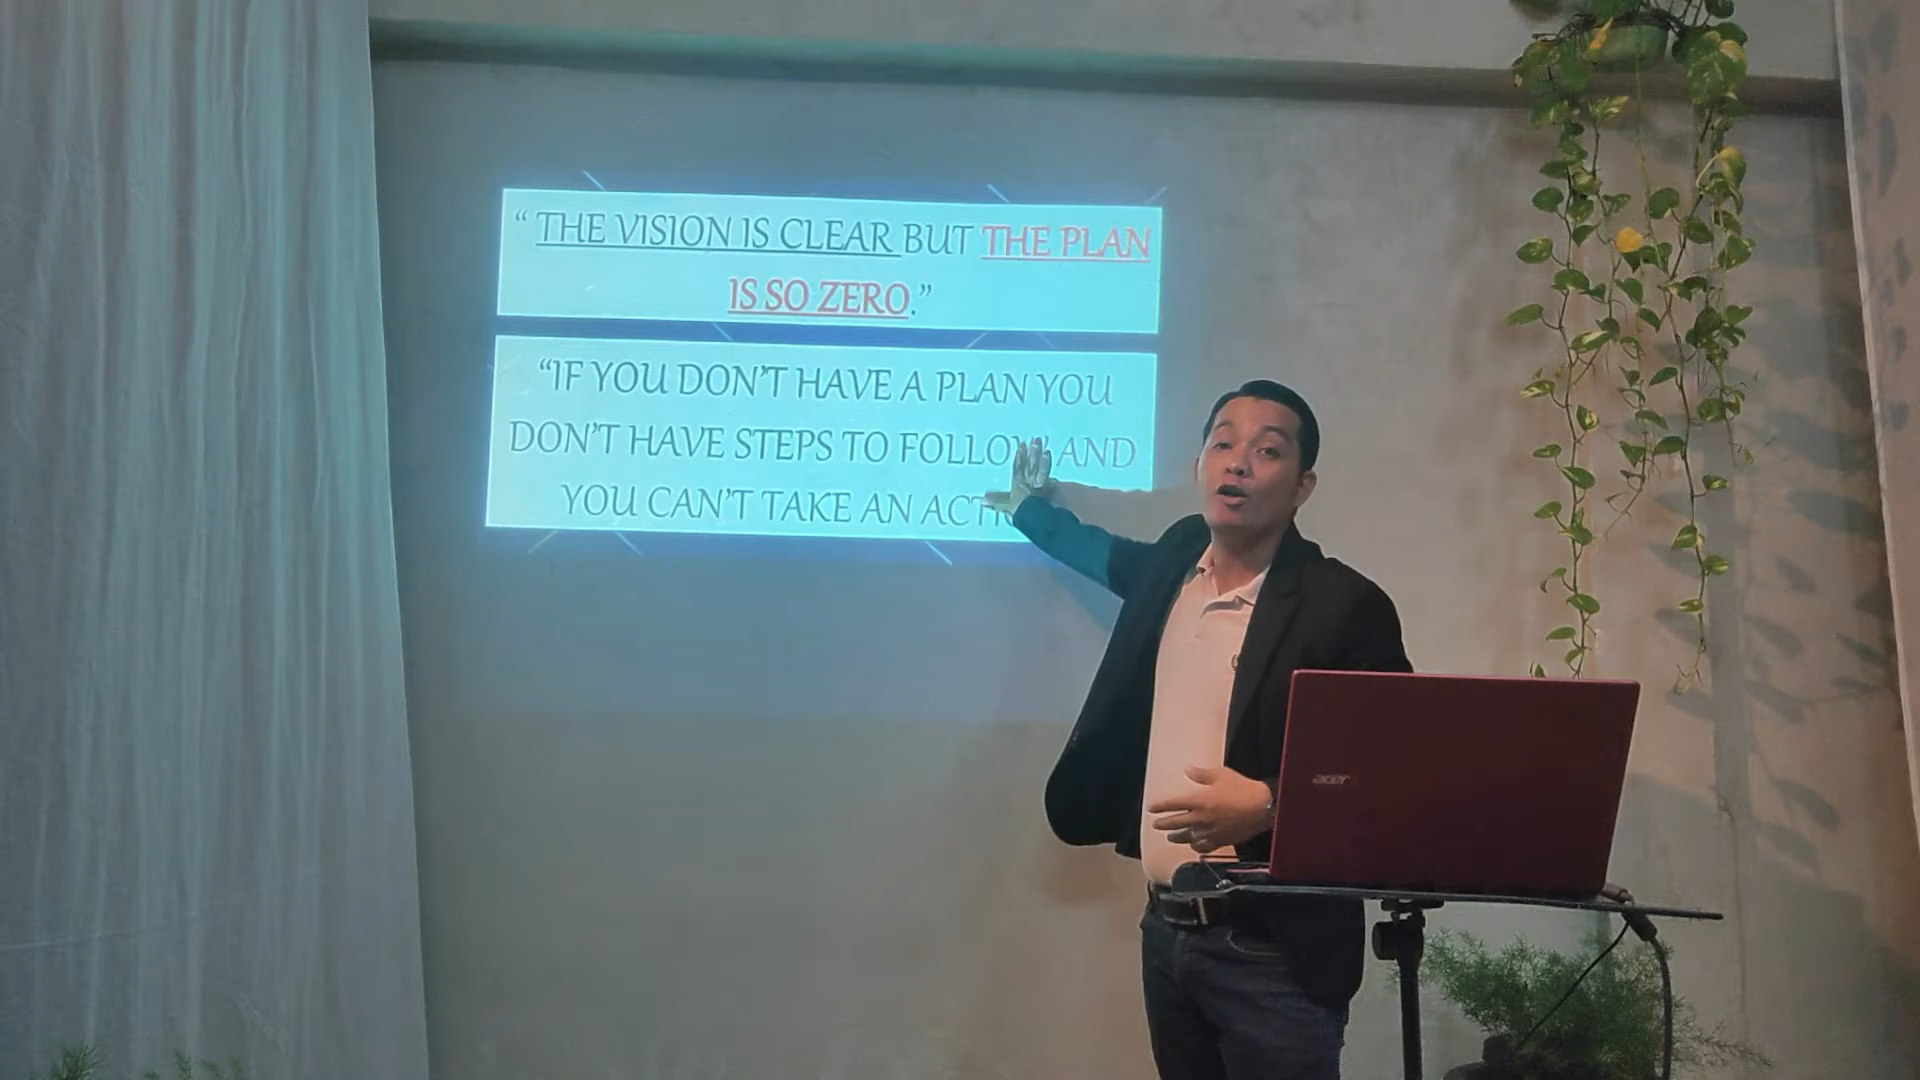 “ THE VISION IS CLEAR BUT THE PLAN
IS SO ZERO.”
“IF YOU DON’T HAVE A PLAN YOU
DON’T HAVE STEPS TO FOLLOW AND
YOU CAN’T TAKE AN
acer